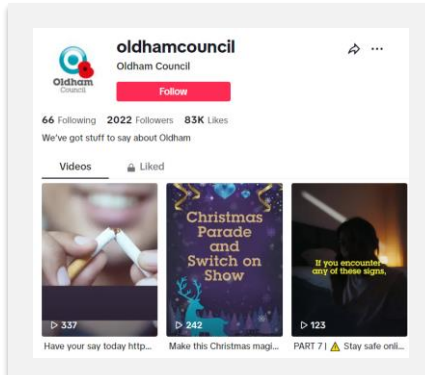 oldhamcouncil
Oldham Council
Oldham
Council
Follow
66 Following 2022 Followers 83K Likes
We've got stuff to say about Oldham
Videos
Liked
Christmas
Parade
and
Switch on
Show
If you encounter
any of these signs,
337
242
123
Have your say today http...
Make this Christmas magi...
PART 7 | ⚠️ Stay safe onli...